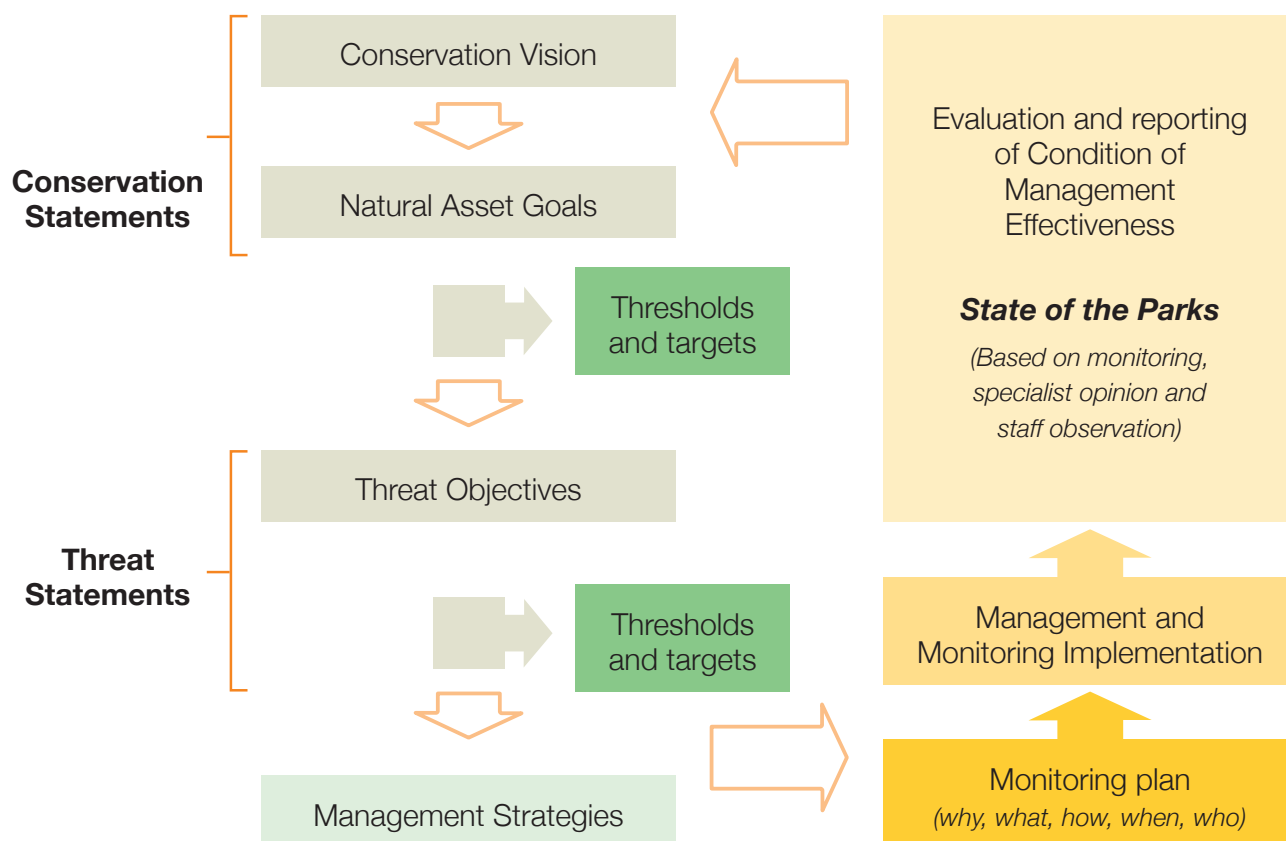 Conservation Vision
Conservation
Statements
Natural Asset Goals
Thresholds
and targets
Threat Objectives
Threat
Statements
Thresholds
and targets
Management Strategies
Evaluation and reporting
of Condition of
Management
Effectiveness
State of the Parks
(Based on monitoring,
specialist opinion and
staff observation)
Management and
Monitoring Implementation
Monitoring plan
(why, what, how, when, who)